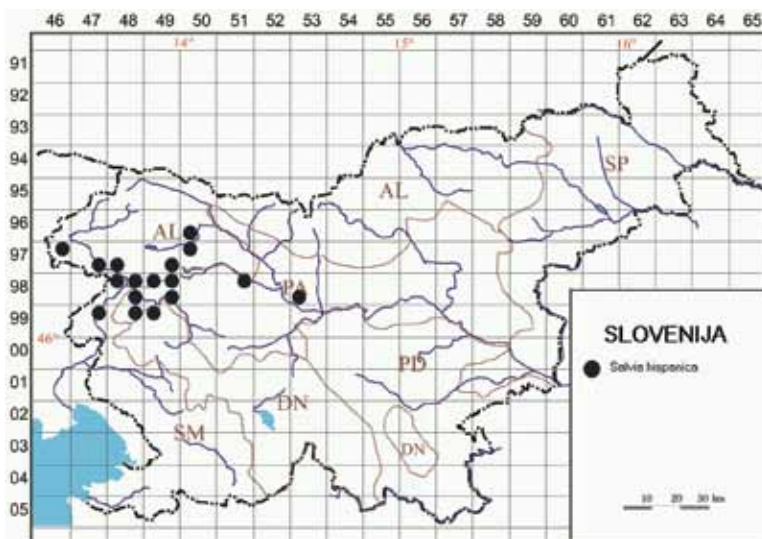 46 47 48 49 50 51 52 53 54 55 56 57 58 59 60 61 62 63 64 65
14° 15° 16°
91
92
93
94 SP
95 AL
96 AL
97
98 PA
99
46° SLOVENIJA
00 PD Salvia hispanica
01
02 DN
03 SM DN
04
05 10 20 30 km